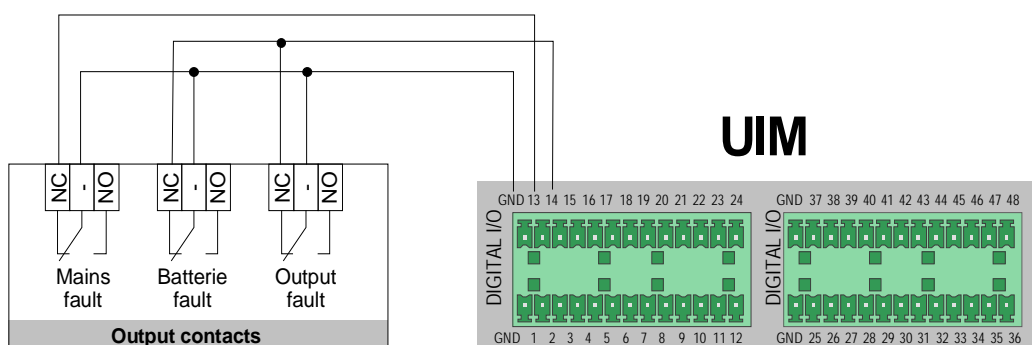 UIM
NC - NO NC - NO NC - NO
Mains fault
Batterie fault
Output fault
Output contacts
DIGITAL I/O
GND 13 14 15 16 17 18 19 20 21 22 23 24
GND 1 2 3 4 5 6 7 8 9 10 11 12
DIGITAL I/O
GND 37 38 39 40 41 42 43 44 45 46 47 48
GND 25 26 27 28 29 30 31 32 33 34 35 36